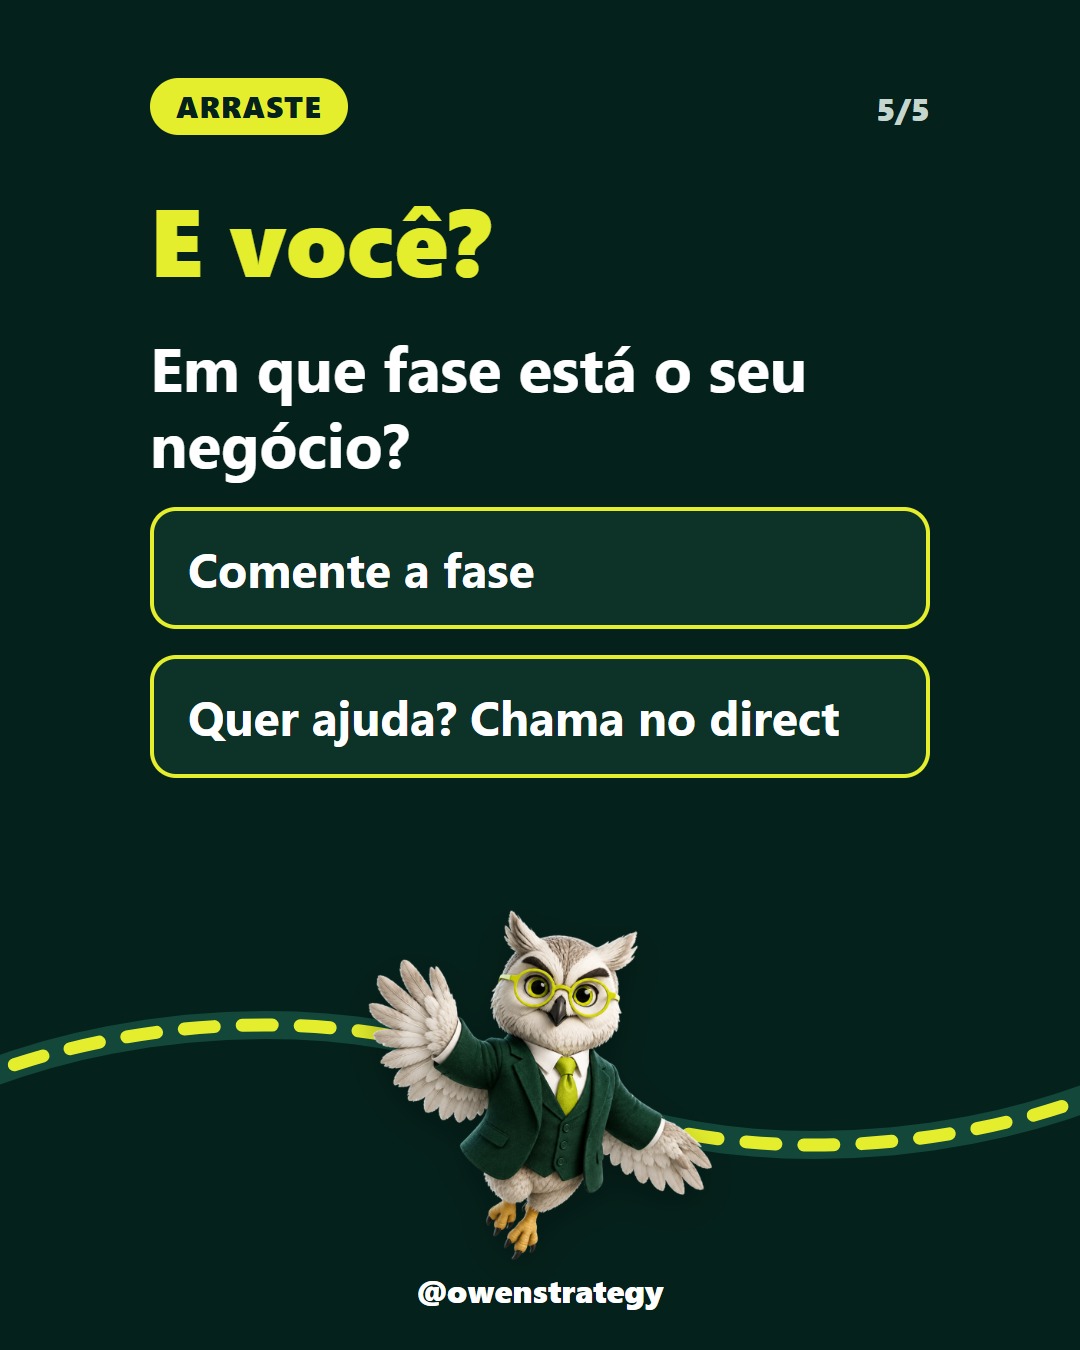 ARRASTE
5/5
E você?
Em que fase está o seu
negócio?
Comente a fase
Quer ajuda? Chama no direct
@owenstrategy